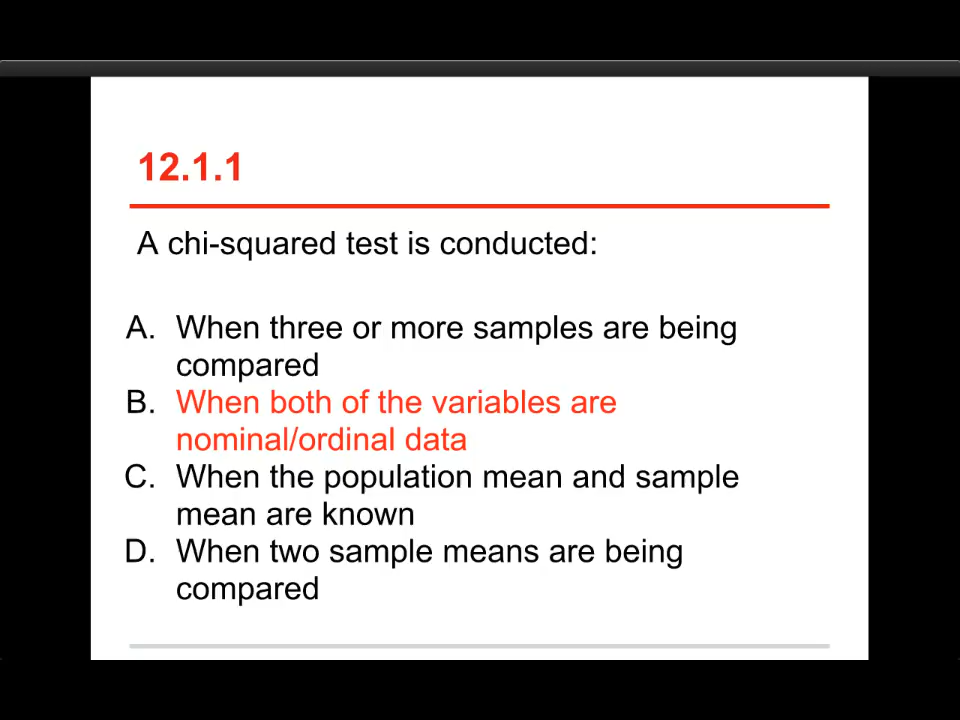 12.1.1
A chi-squared test is conducted:
A. When three or more samples are being
compared
B. When both of the variables are
nominal/ordinal data
C. When the population mean and sample
mean are known
D. When two sample means are being
compared